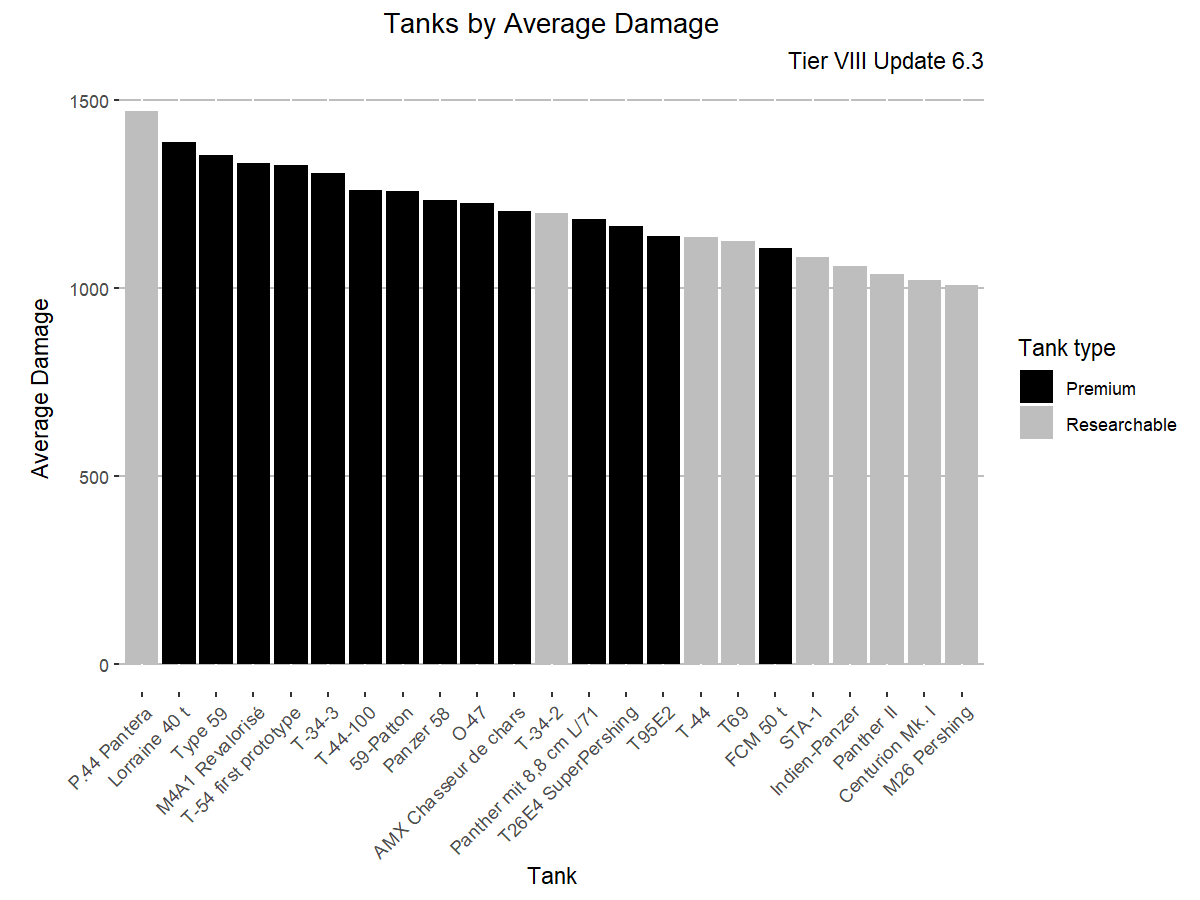 Tanks by Average Damage
Tier VIII Update 6.3
Average Damage
1500
1000
500
0
P.44 Pantera
Lorraine 40 t
Type 59
M4A1 Revalorisé
T-54 first prototype
T-34-3
T-44-100
59-Patton
Panzer 58
O-47
AMX Chasseur de chars
T-34-2
Panther mit 8,8 cm L/71
T26E4 SuperPershing
T95E2
T-44
T69
FCM 50 t
STA-1
Indien-Panzer
Panther II
Centurion Mk. I
M26 Pershing
Tank
Tank type
Premium
Researchable